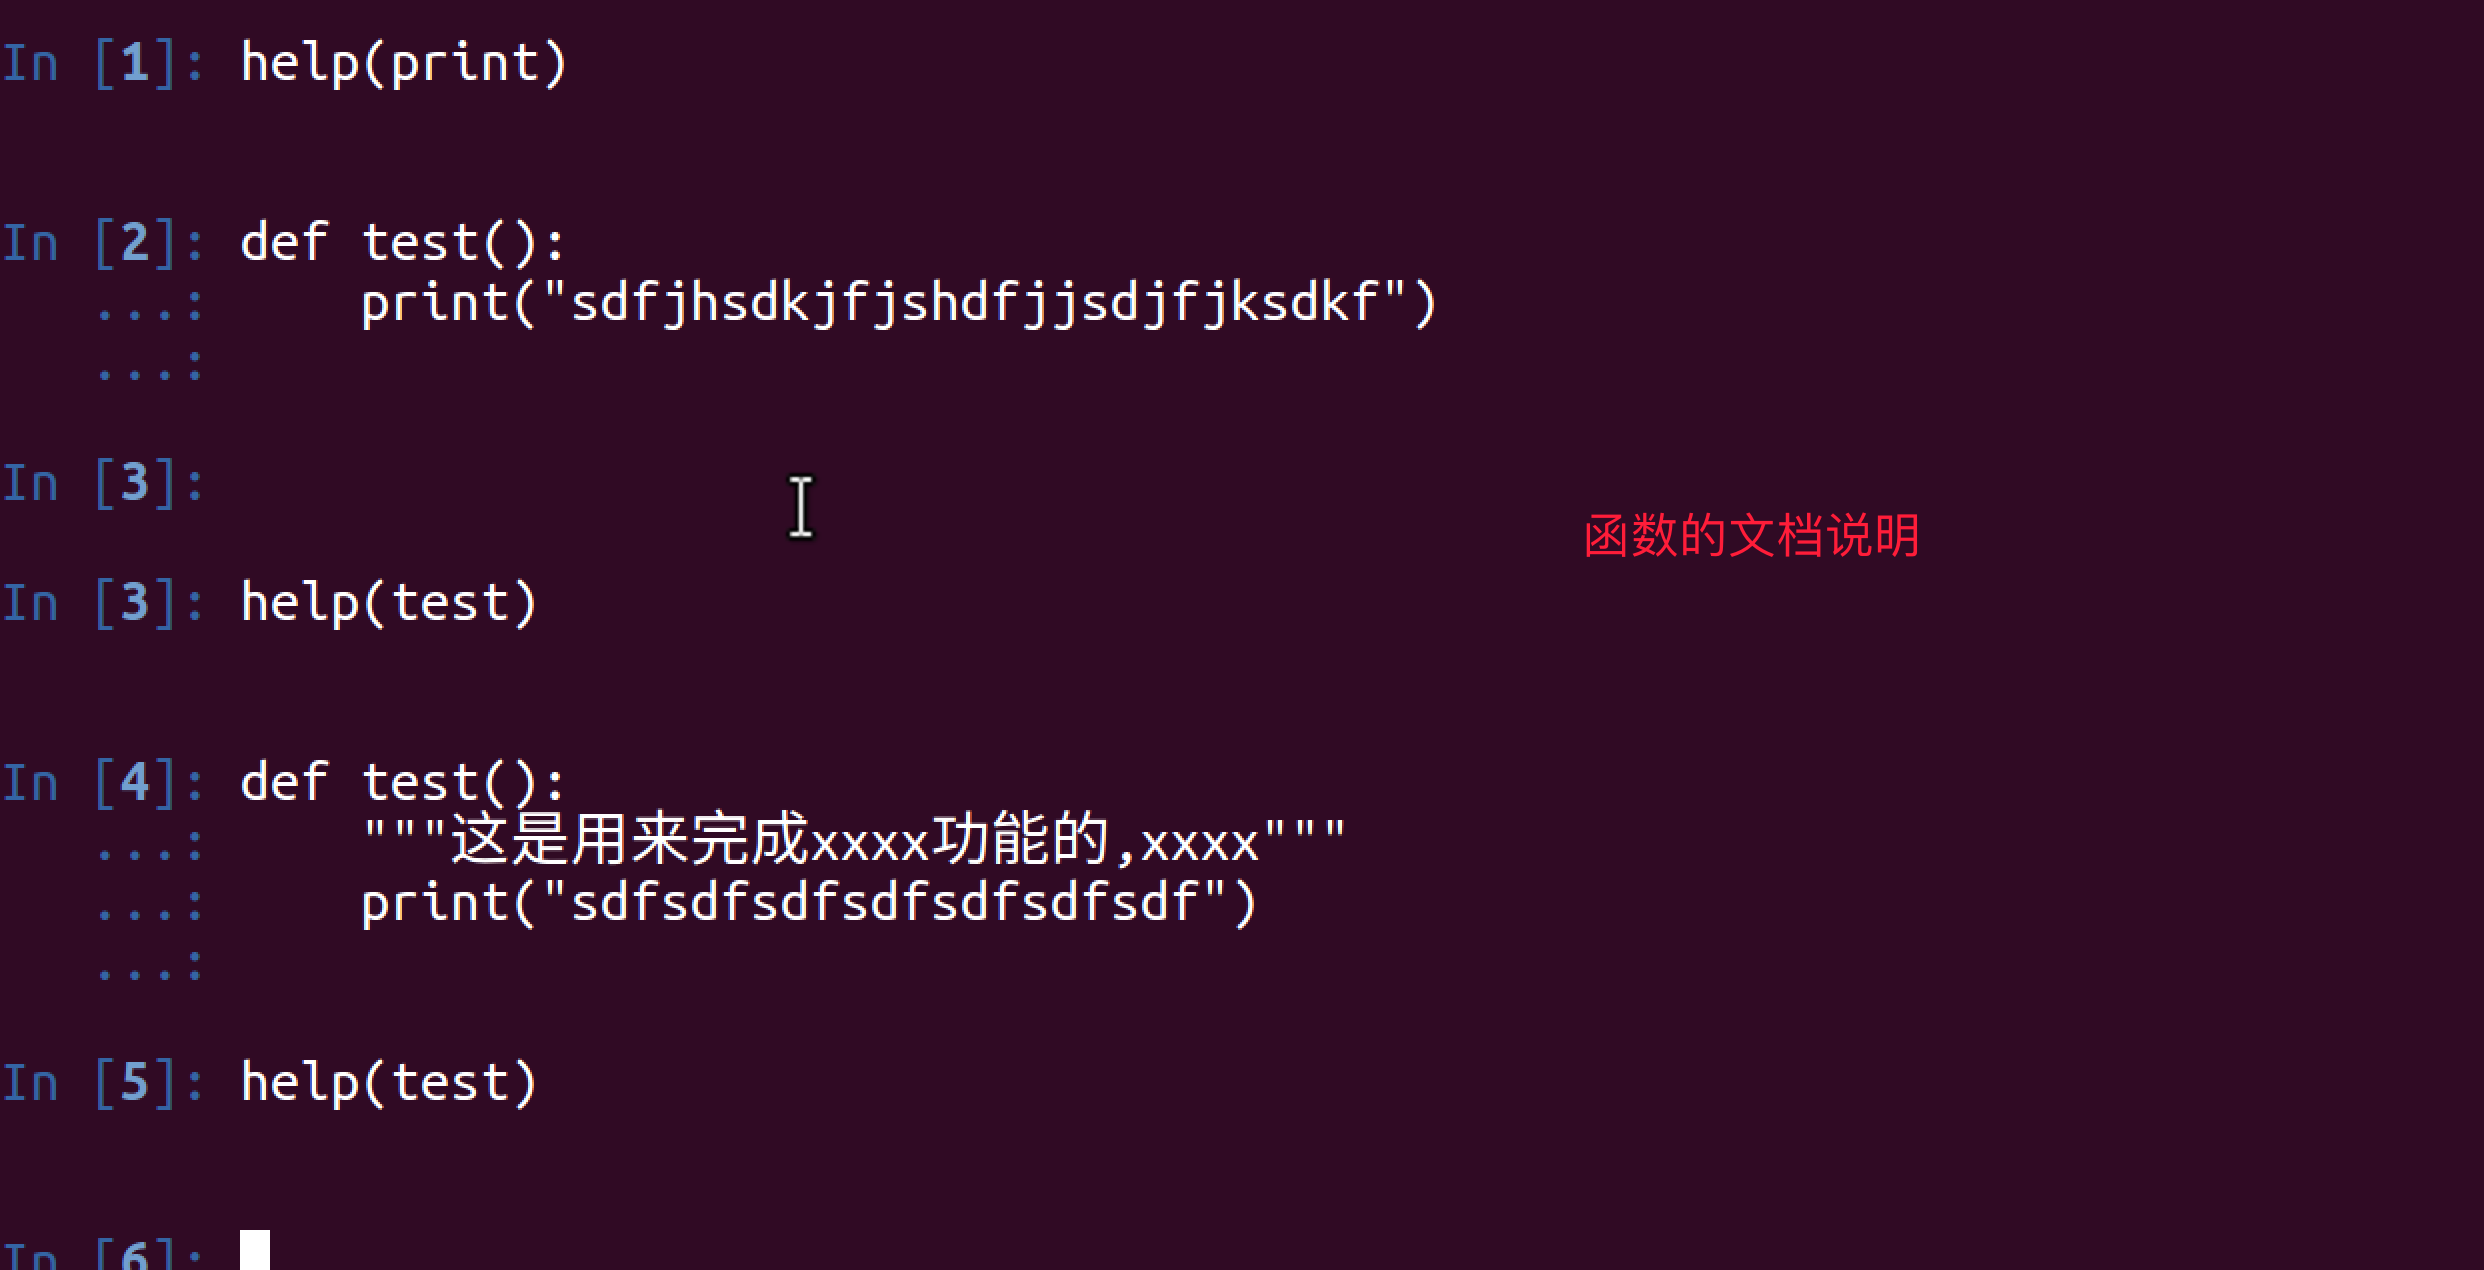 In [1]: help(print)
In [2]: def test():
   ...:     print("sdfjhsdkjfjshdfjjsdjfjksdkf")
   ...:
In [3]:
函数的文档说明
In [3]: help(test)
In [4]: def test():
   ...:     """这是用来完成xxxx功能的,xxxx"""
   ...:     print("sdfsdfsdfsdfsdfsdfsdf")
   ...:
In [5]: help(test)
In [6]: